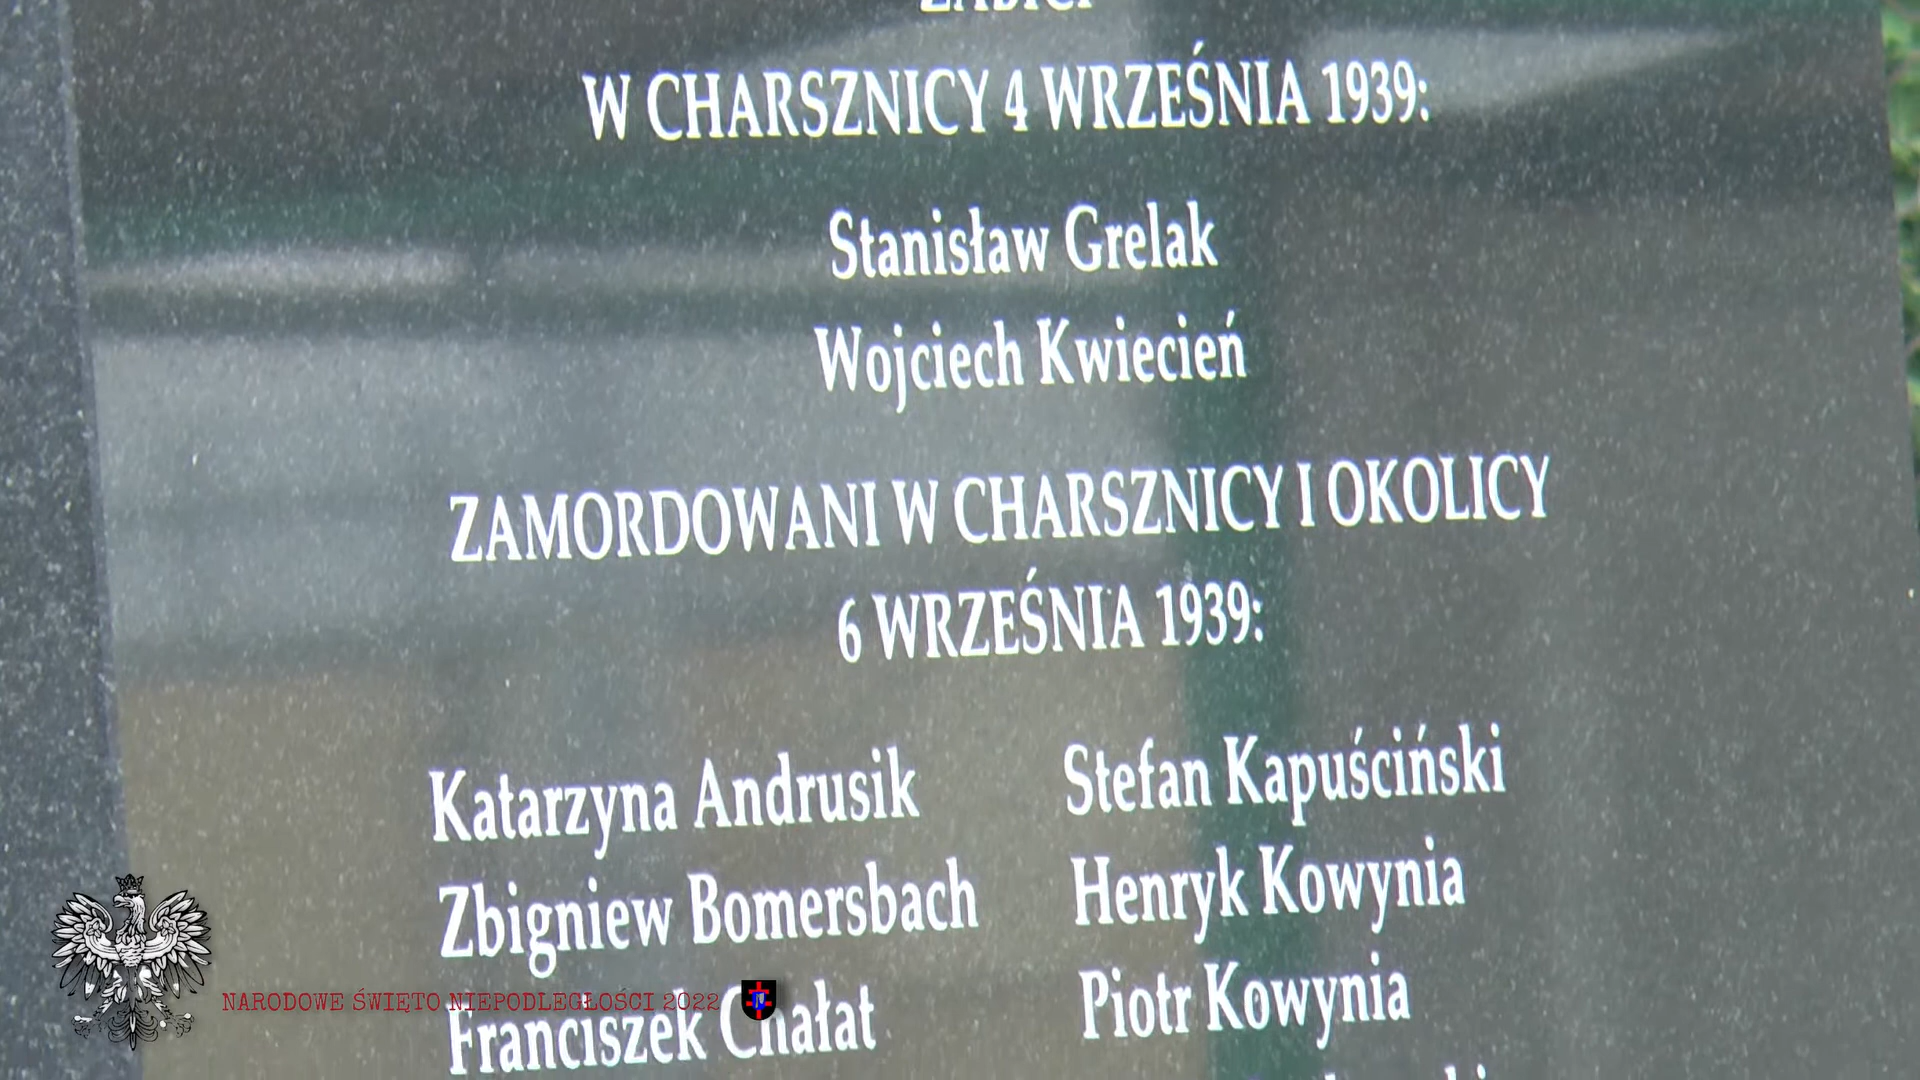 ZABICI
W CHARSZNICY 4 WRZEŚNIA 1939:
Stanisław Grelak
Wojciech Kwiecień
ZAMORDOWANI W CHARSZNICY I OKOLICY
6 WRZEŚNIA 1939:
Katarzyna Andrusik
Zbigniew Bomersbach
Franciszek Chałat
Stefan Kapuściński
Henryk Kowynia
Piotr Kowynia
NARODOWE ŚWIĘTO NIEPODLEGŁOŚCI 2022